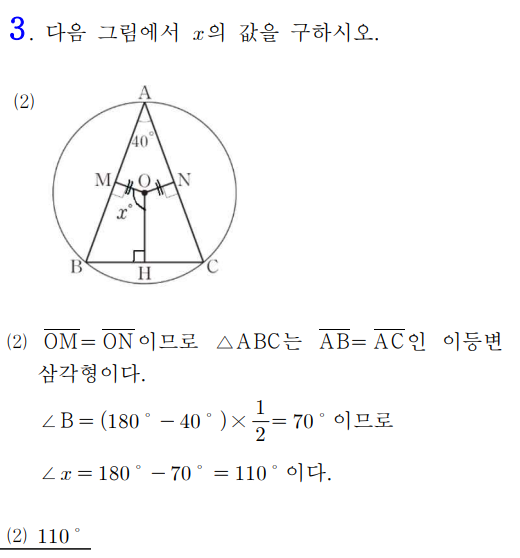 3. 다음 그림에서 x의 값을 구하시오.
(2)
A
40°
M O N
x°
B H C
(2) OM= ON이므로 △ABC는 AB= AC인 이등변
삼각형이다.
∠B=(180°-40°)×1/2=70°이므로
∠x=180°-70°=110°이다.
(2) 110°